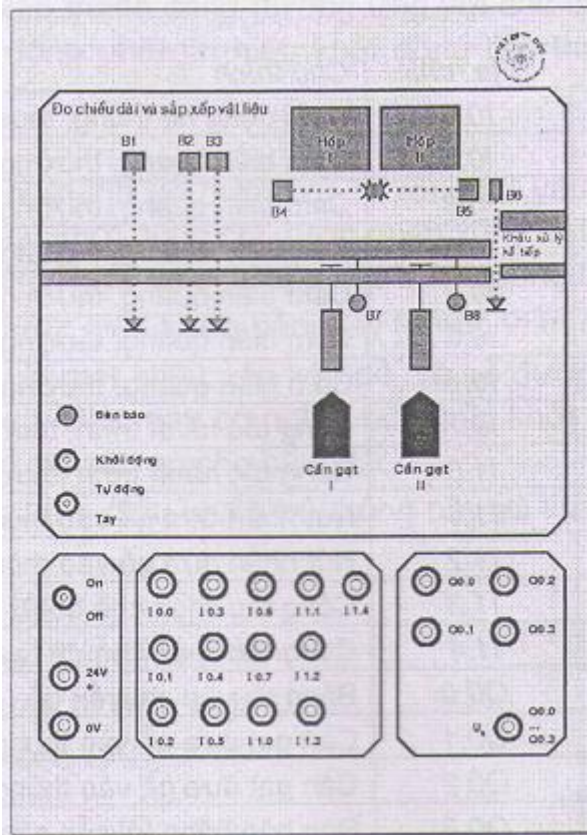 Đo chiều dài và sắp xếp vật liệu
B1 B2 B3
Hộp I
Hộp II
B4
B5
B6
Khâu xử lý kế tiếp
B7
B8
Đèn báo
Khởi động
Tự động
Tay
Cần gạt I
Cần gạt II
On
Off
24V
+
0V
I 0.0 I 0.3 I 0.6 I 1.1 I 1.4
I 0.1 I 0.4 I 0.7 I 1.2
I 0.2 I 0.5 I 1.0 I 1.3
Q0.0 Q0.2
Q0.1 Q0.3
Q0.0
...
Q0.3